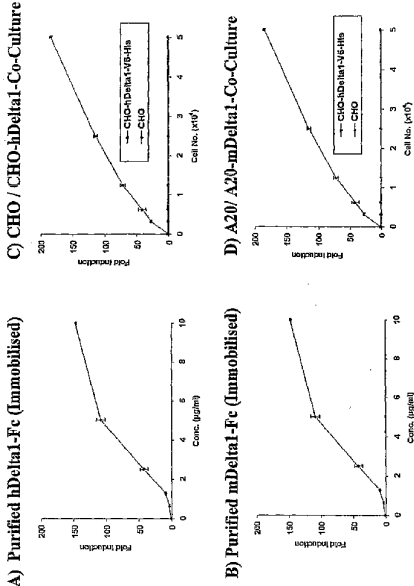 A) Purified hDelta1-Fc (Immobilised)
Fold Induction
200
150
100
50
0
0 2 4 6 8 10
Conc. (µg/ml)
B) Purified mDelta1-Fc (Immobilised)
Fold Induction
200
150
100
50
0
0 2 4 6 8 10
Conc. (µg/ml)
C) CHO / CHO-hDelta1-Co-Culture
Fold Induction
200
150
100
50
0
CHO-hDelta1-V5-His
CHO
0 1 2 3 4 5
Cell No. (x10⁴)
D) A20/ A20-mDelta1-Co-Culture
Fold Induction
200
150
100
50
0
CHO-hDelta1-V5-His
CHO
0 1 2 3 4 5
Cell No. (x10⁴)